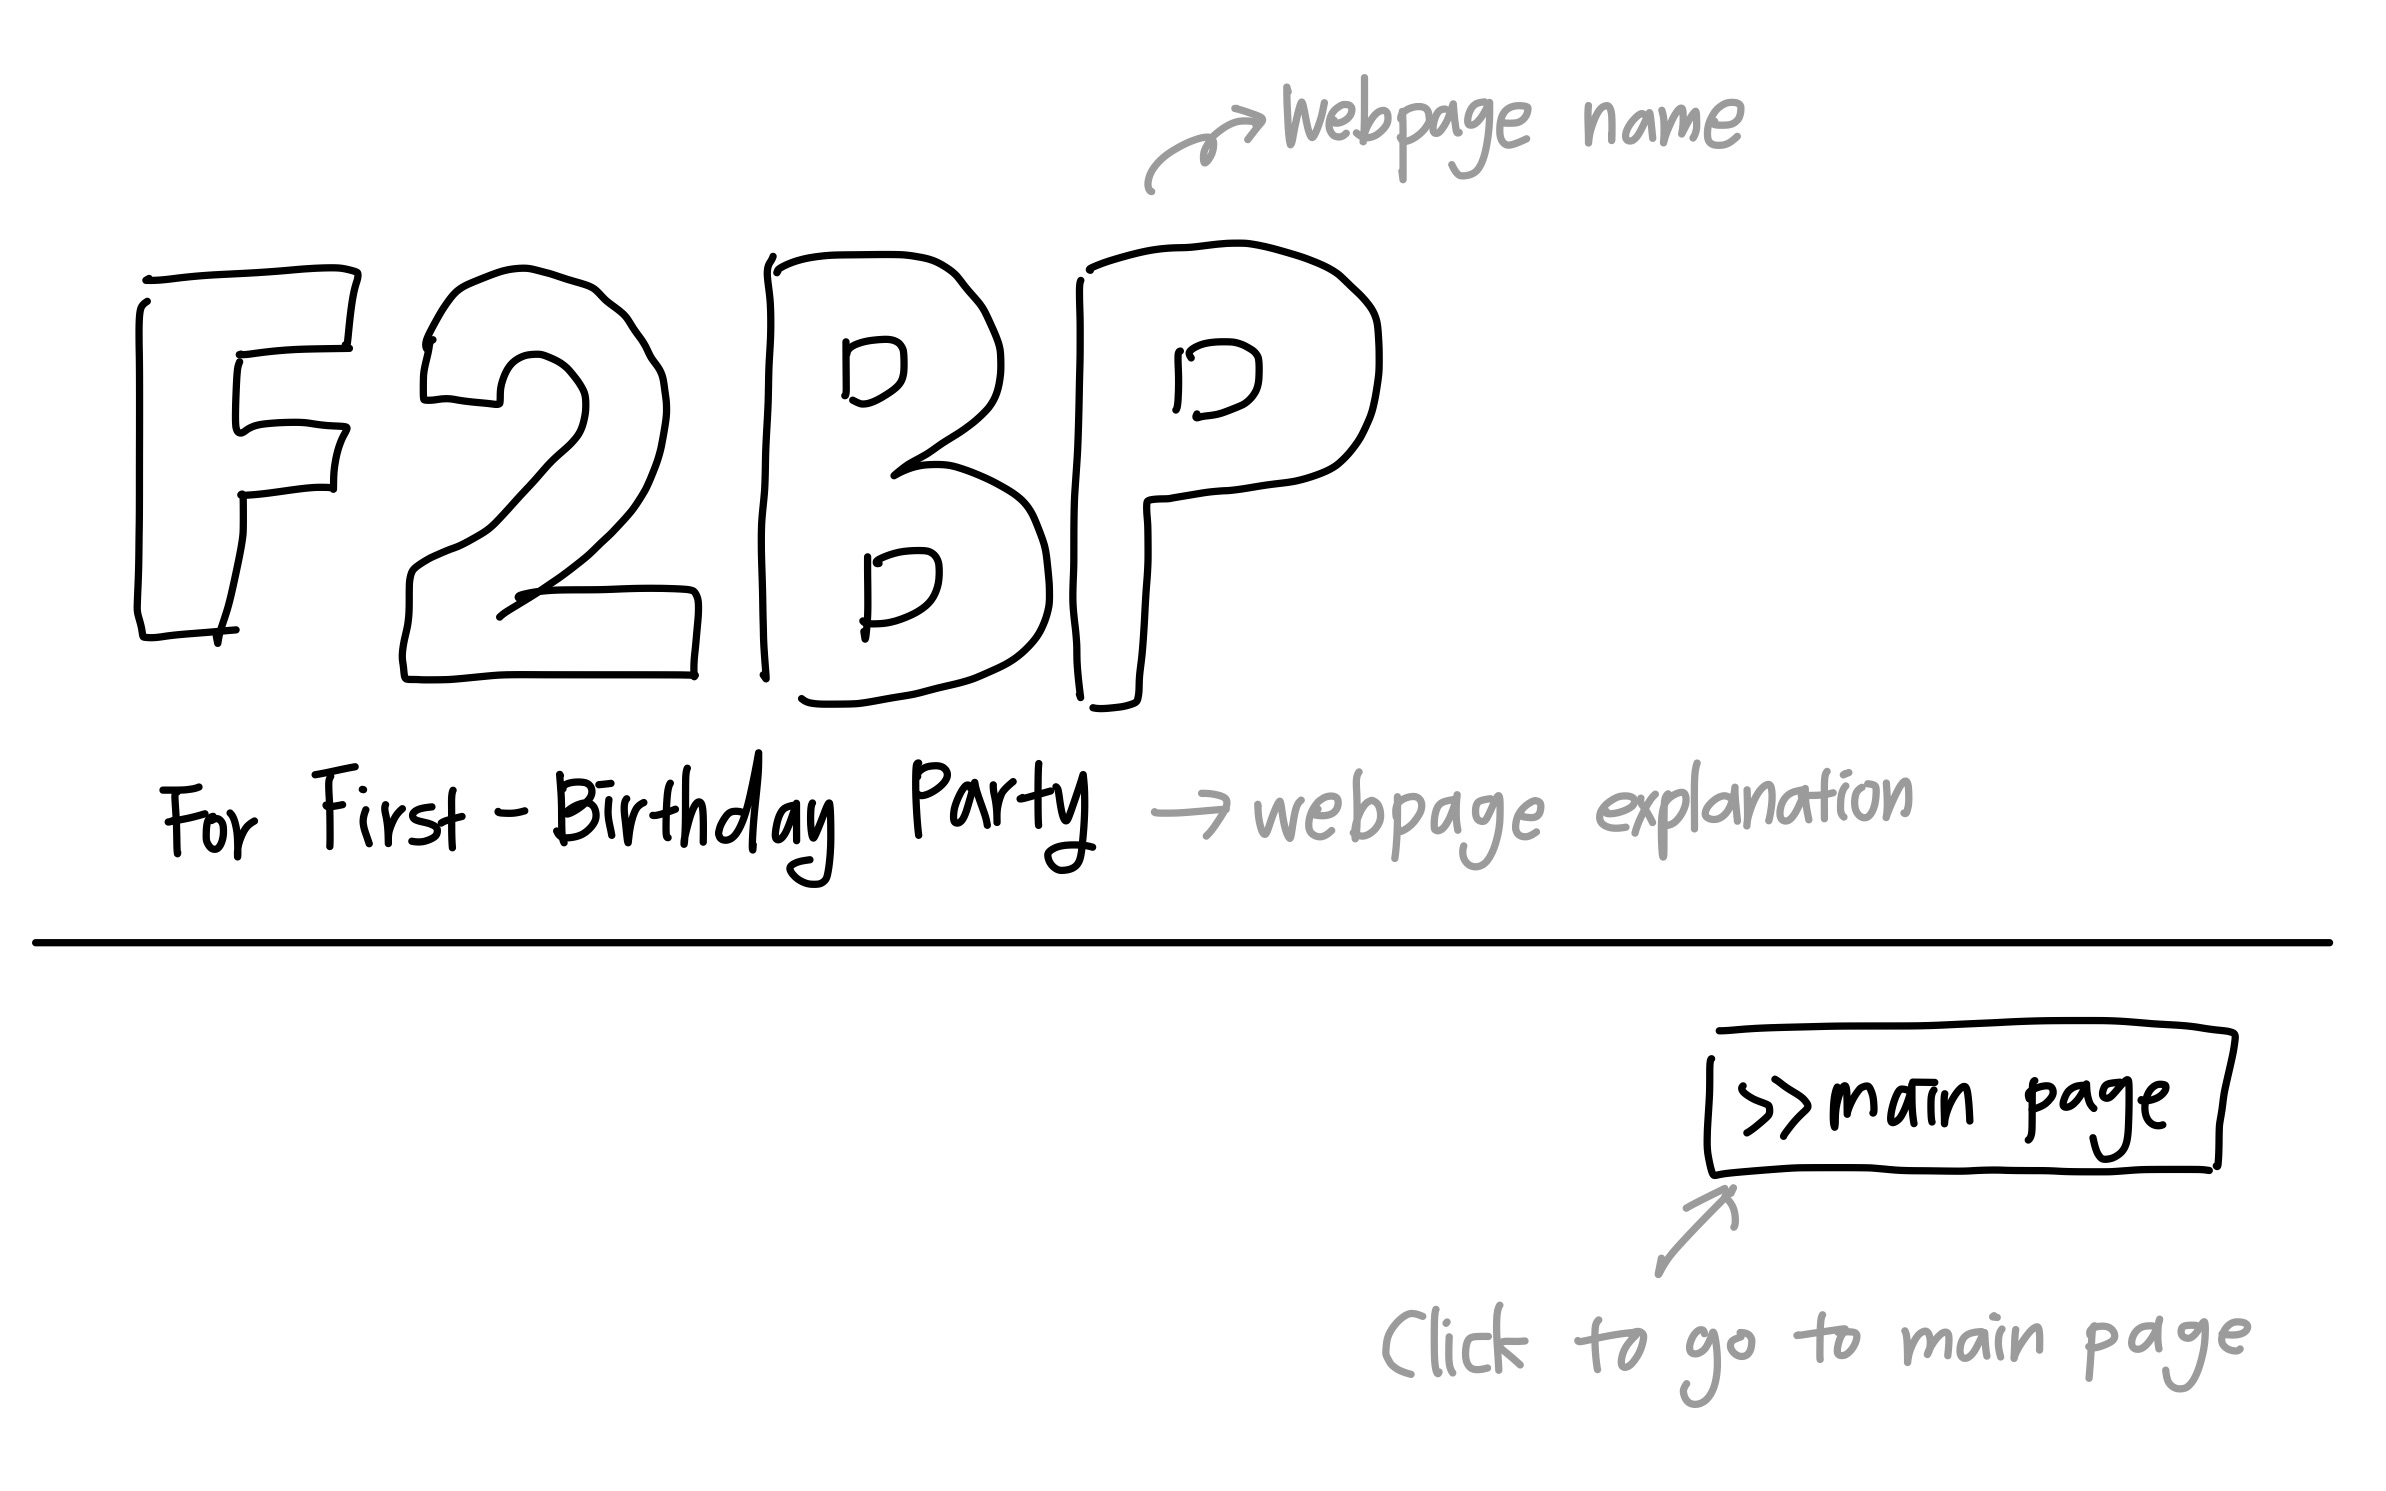 Webpage name
F2BP
For First-Birthday Party → webpage explanation
>>main page
Click to go to main page